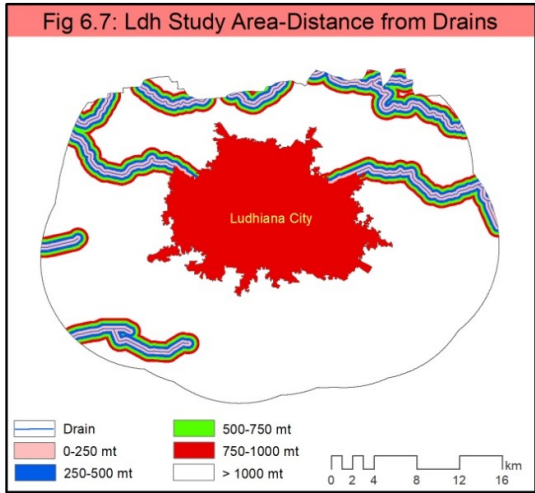 Fig 6.7: Ldh Study Area-Distance from Drains
Ludhiana City
Drain
0-250 mt
250-500 mt
500-750 mt
750-1000 mt
> 1000 mt
km
0 2 4 8 12 16